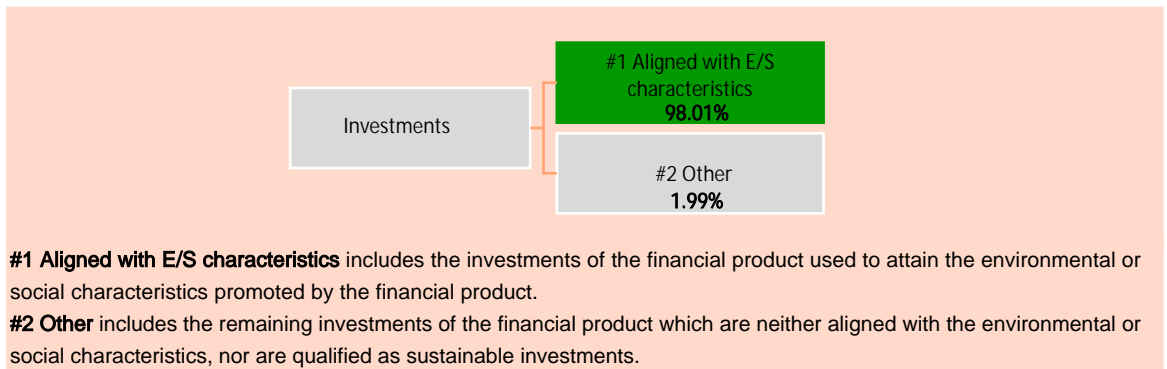 #1 Aligned with E/S
characteristics
98.01%
Investments
#2 Other
1.99%
#1 Aligned with E/S characteristics includes the investments of the financial product used to attain the environmental or
social characteristics promoted by the financial product.
#2 Other includes the remaining investments of the financial product which are neither aligned with the environmental or
social characteristics, nor are qualified as sustainable investments.